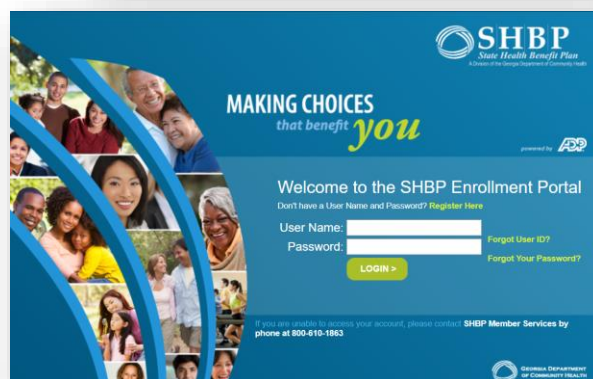 SHBP
State Health Benefit Plan
A Division of the Georgia Department of Community Health
MAKING CHOICES
that benefit you
powered by ADP
Welcome to the SHBP Enrollment Portal
Don't have a User Name and Password? Register Here
User Name:
Password:
Forgot User ID?
Forgot Your Password?
LOGIN >
If you are unable to access your account, please contact SHBP Member Services by
phone at 800-610-1863
GEORGIA DEPARTMENT
OF COMMUNITY HEALTH